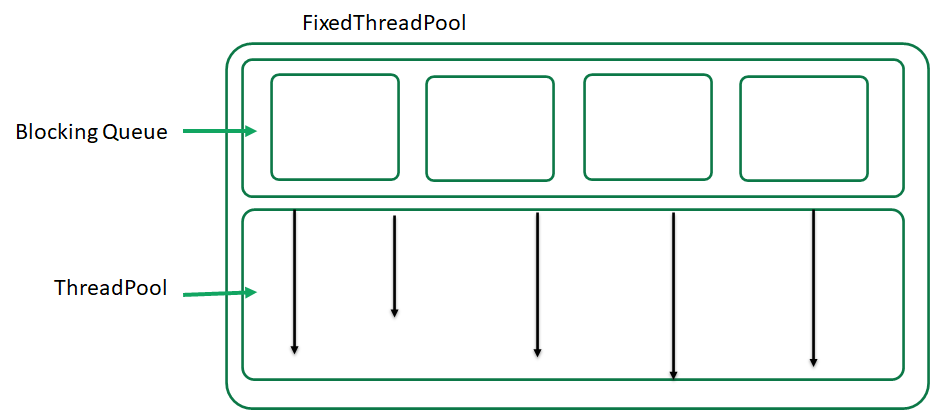 FixedThreadPool
Blocking Queue
ThreadPool